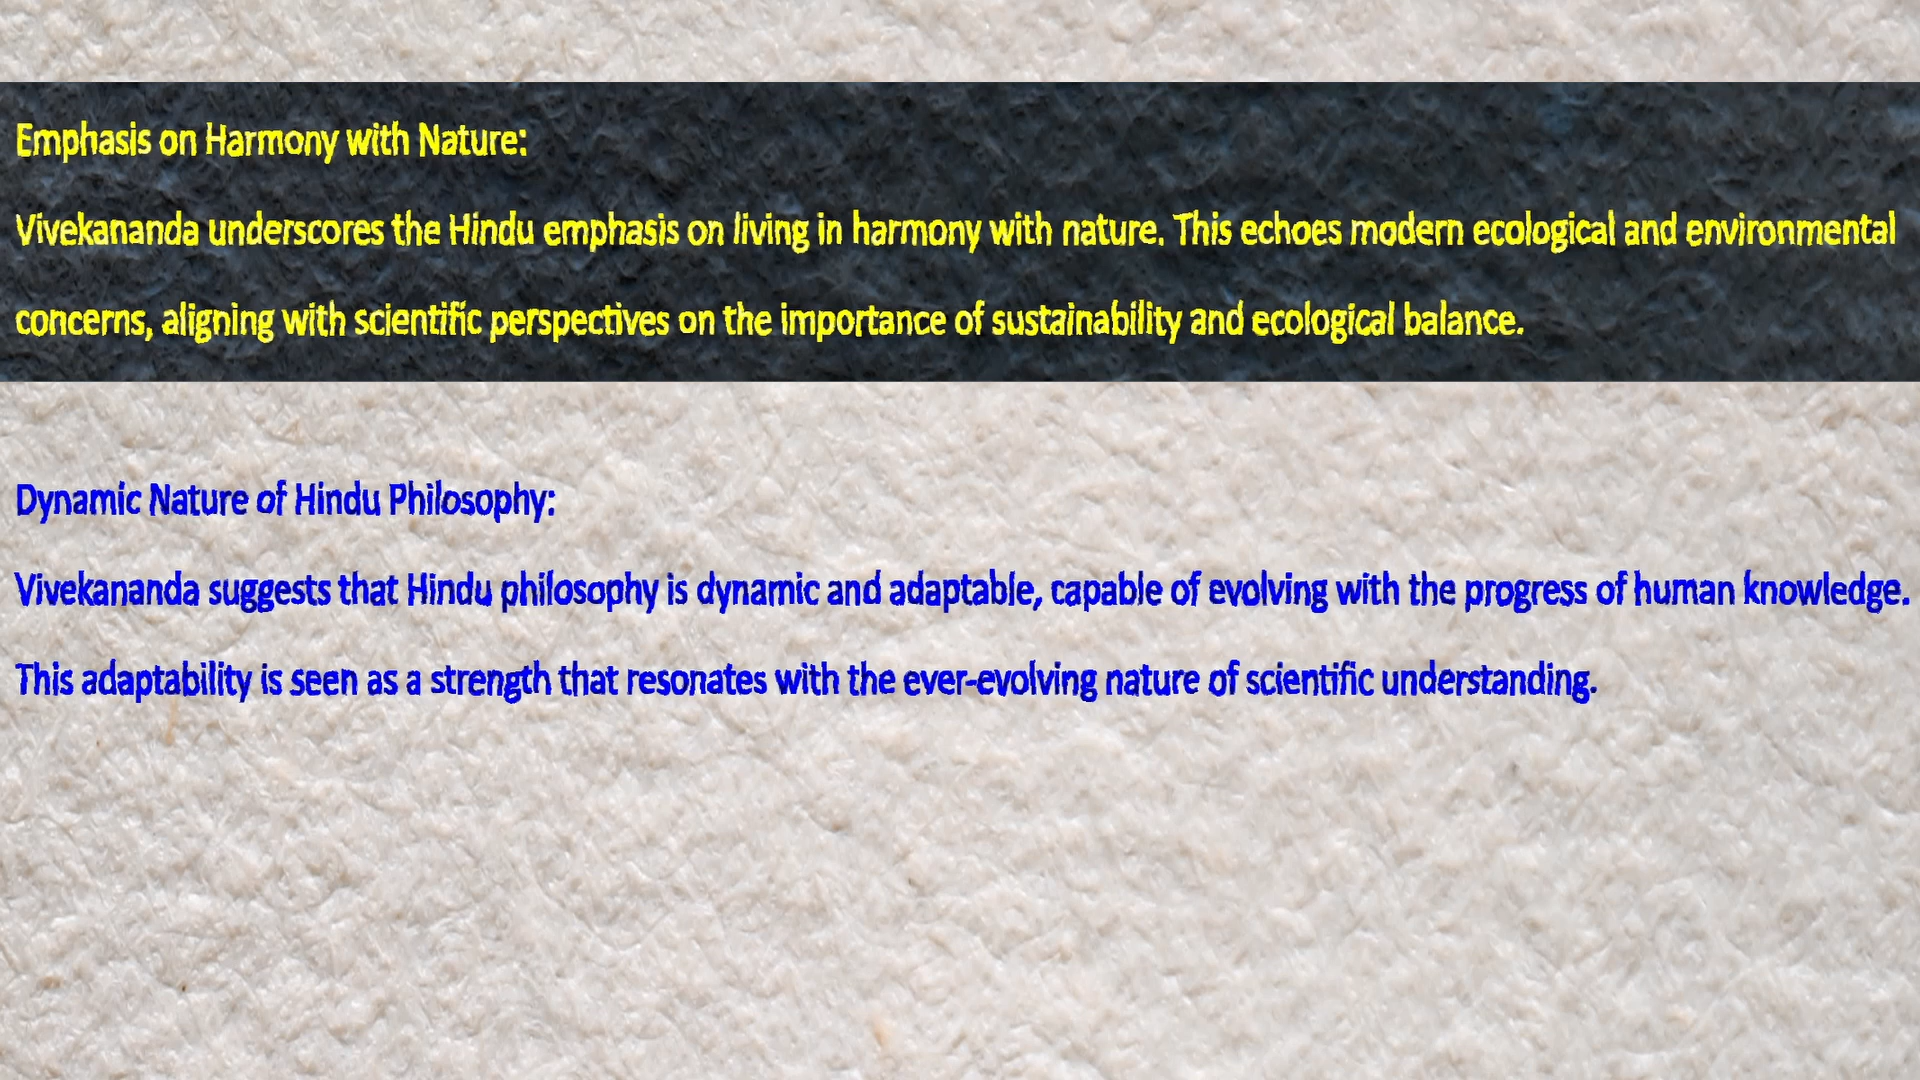 Emphasis on Harmony with Nature:
Vivekananda underscores the Hindu emphasis on living in harmony with nature. This echoes modern ecological and environmental
concerns, aligning with scientific perspectives on the importance of sustainability and ecological balance.
Dynamic Nature of Hindu Philosophy:
Vivekananda suggests that Hindu philosophy is dynamic and adaptable, capable of evolving with the progress of human knowledge.
This adaptability is seen as a strength that resonates with the ever-evolving nature of scientific understanding.